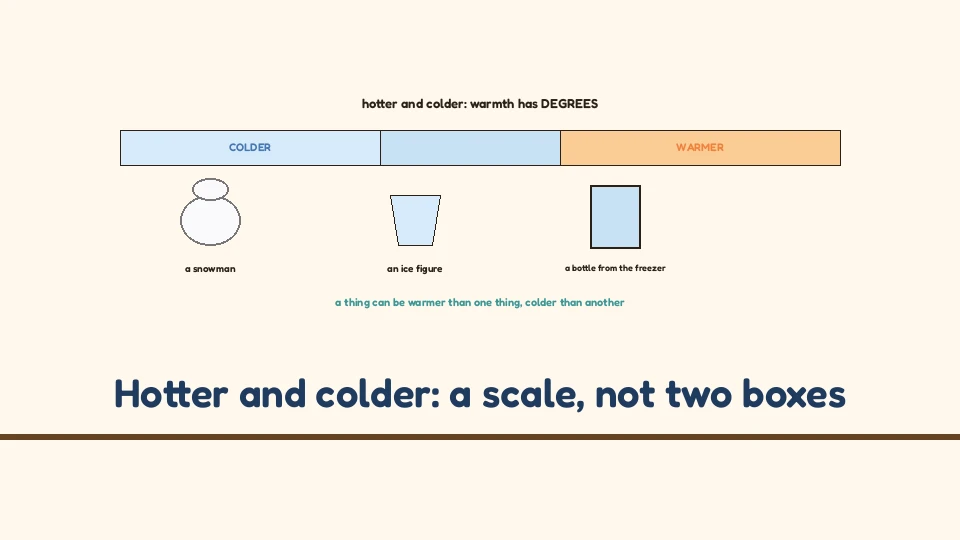 hotter and colder: warmth has DEGREES
COLDER
WARMER
a snowman
an ice figure
a bottle from the freezer
a thing can be warmer than one thing, colder than another
Hotter and colder: a scale, not two boxes